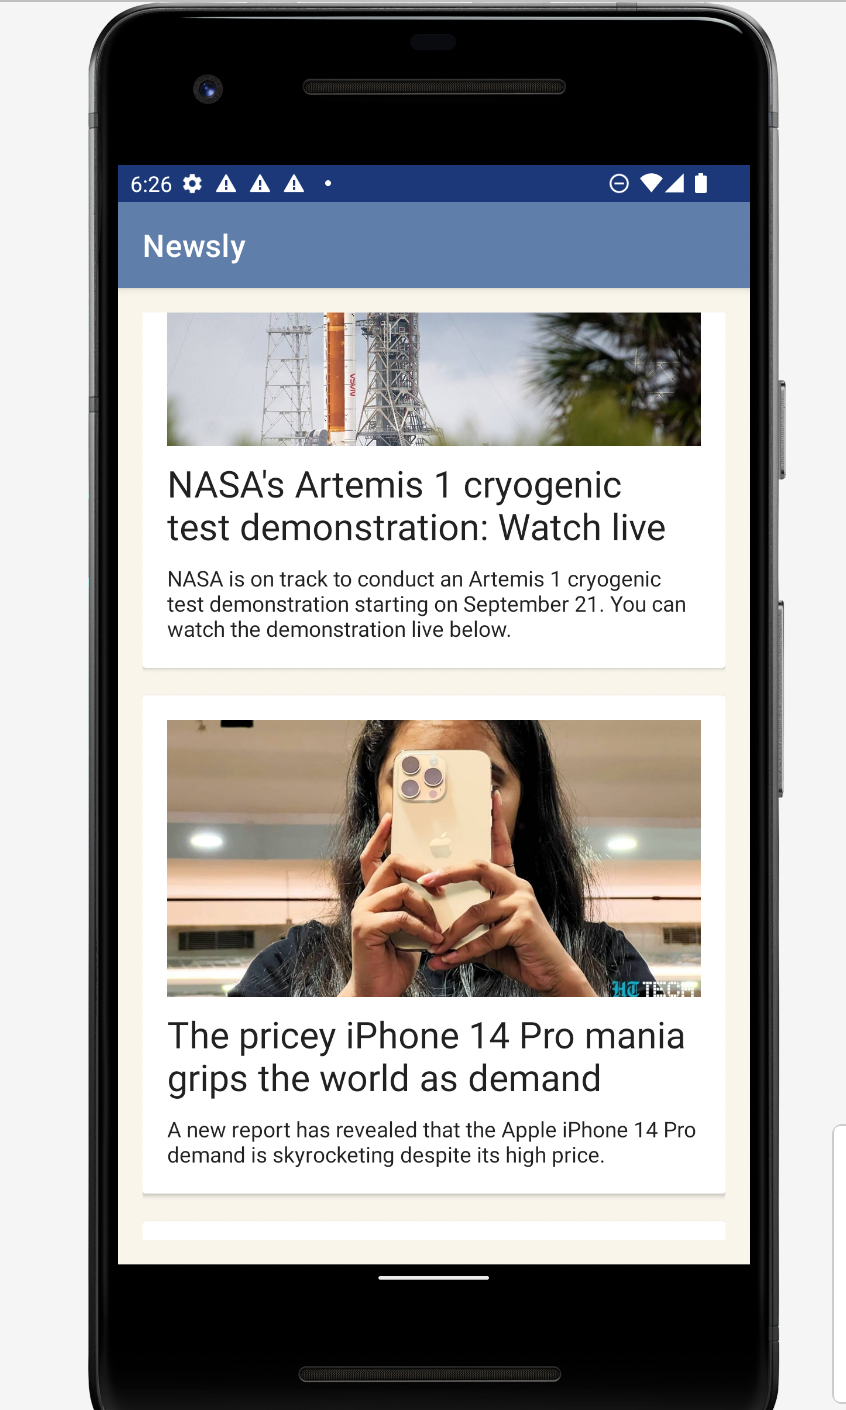 6:26
Newsly
NASA
NASA's Artemis 1 cryogenic
test demonstration: Watch live
NASA is on track to conduct an Artemis 1 cryogenic
test demonstration starting on September 21. You can
watch the demonstration live below.
HT TECH
The pricey iPhone 14 Pro mania
grips the world as demand
A new report has revealed that the Apple iPhone 14 Pro
demand is skyrocketing despite its high price.